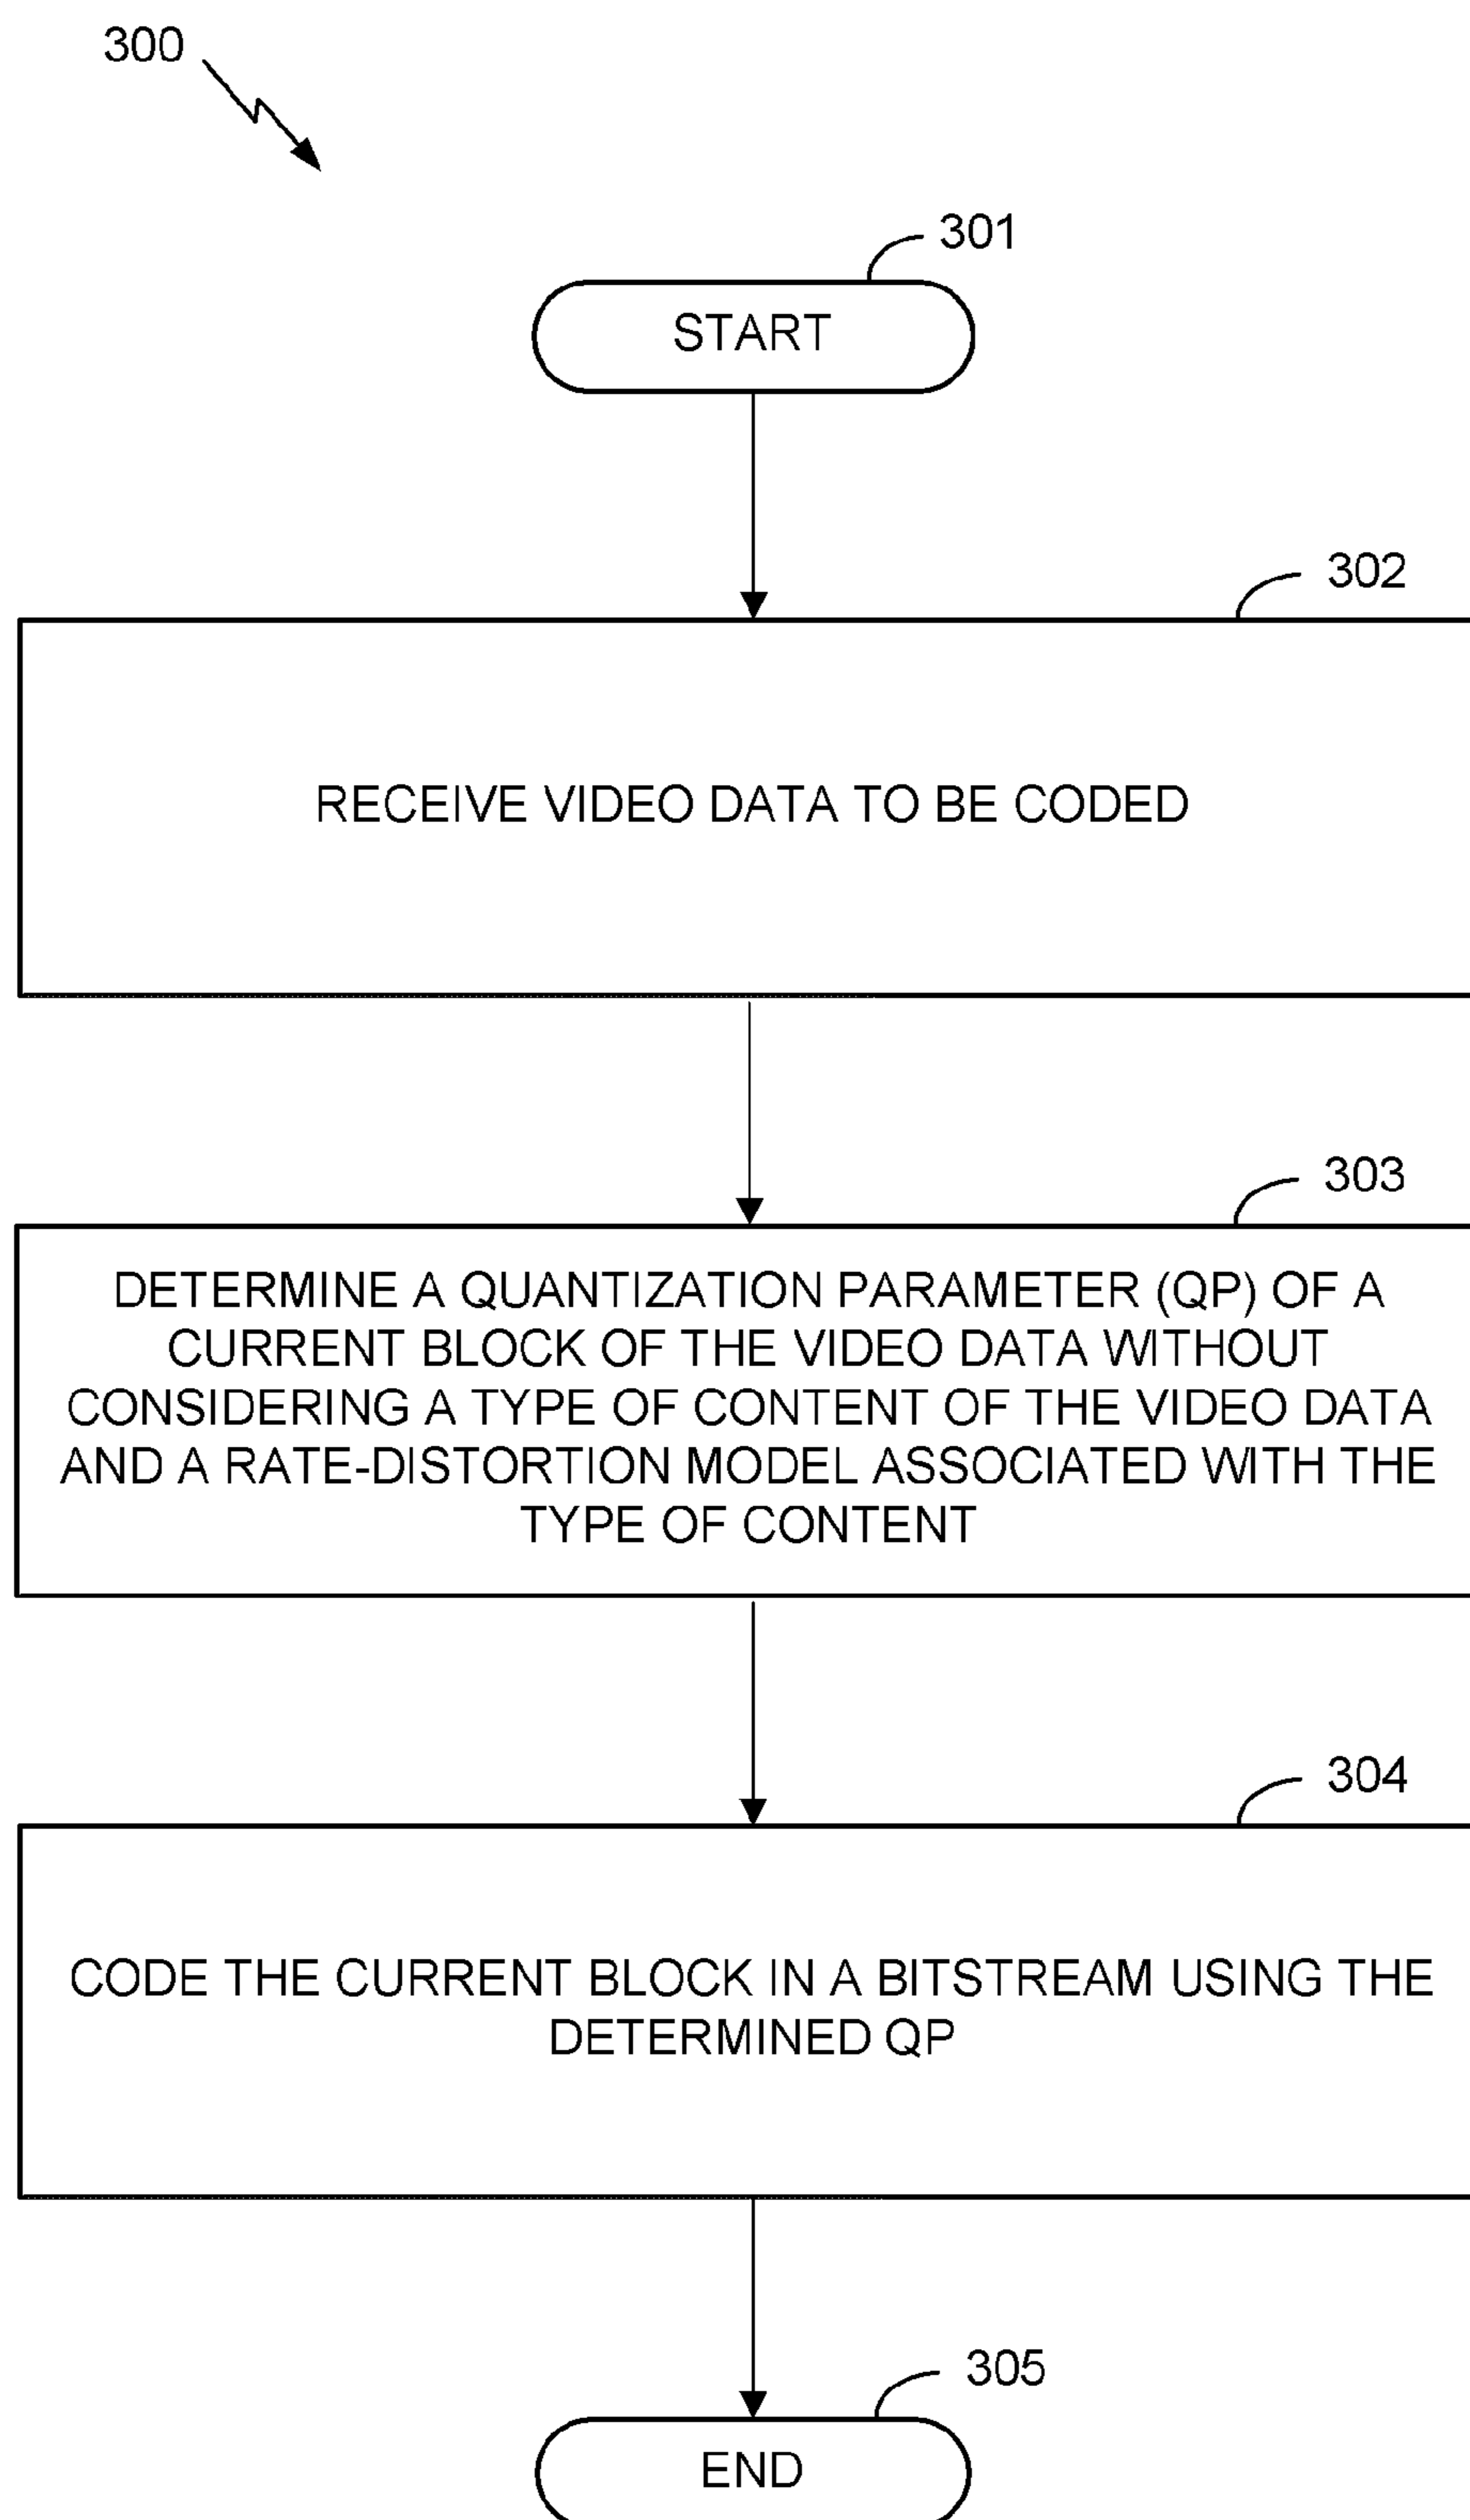 300
301
START
302
RECEIVE VIDEO DATA TO BE CODED
303
DETERMINE A QUANTIZATION PARAMETER (QP) OF A
CURRENT BLOCK OF THE VIDEO DATA WITHOUT
CONSIDERING A TYPE OF CONTENT OF THE VIDEO DATA
AND A RATE-DISTORTION MODEL ASSOCIATED WITH THE
TYPE OF CONTENT
304
CODE THE CURRENT BLOCK IN A BITSTREAM USING THE
DETERMINED QP
305
END